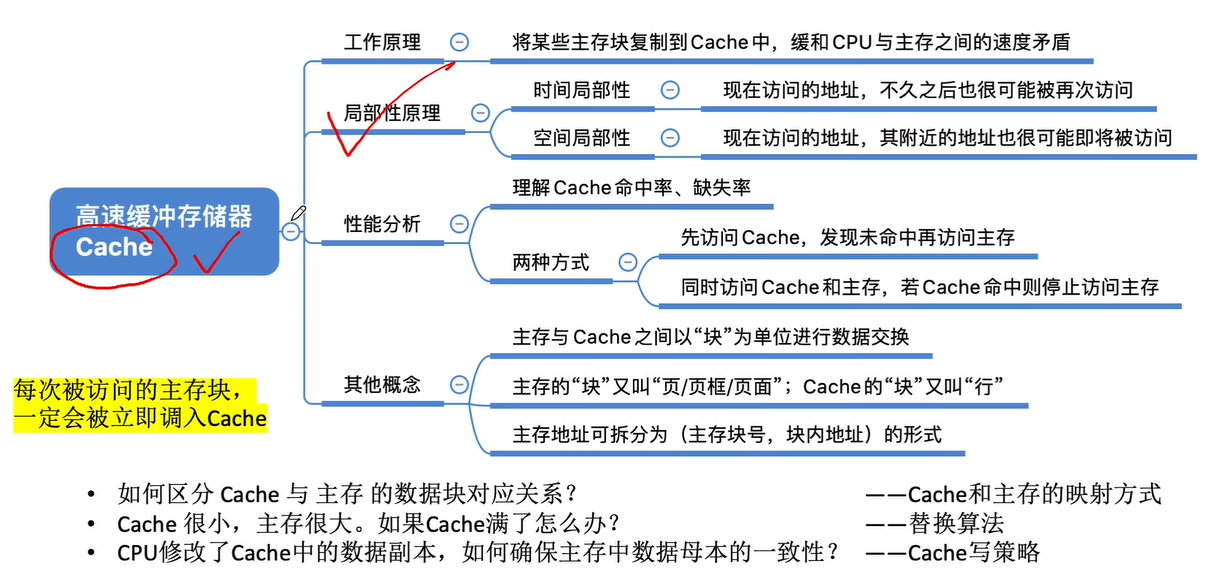 工作原理
将某些主存块复制到Cache中，缓和CPU与主存之间的速度矛盾
局部性原理
时间局部性
现在访问的地址，不久之后也很可能被再次访问
空间局部性
现在访问的地址，其附近的地址也很可能即将被访问
高速缓冲存储器
Cache
性能分析
理解Cache命中率、缺失率
两种方式
先访问Cache，发现未命中再访问主存
同时访问Cache和主存，若Cache命中则停止访问主存
其他概念
主存与Cache之间以“块”为单位进行数据交换
主存的“块”又叫“页/页框/页面”；Cache的“块”又叫“行”
主存地址可拆分为（主存块号，块内地址）的形式
每次被访问的主存块，
一定会被立即调入Cache
• 如何区分 Cache 与 主存 的数据块对应关系？ ——Cache和主存的映射方式
• Cache 很小，主存很大。如果Cache满了怎么办？ ——替换算法
• CPU修改了Cache中的数据副本，如何确保主存中数据母本的一致性？ ——Cache写策略